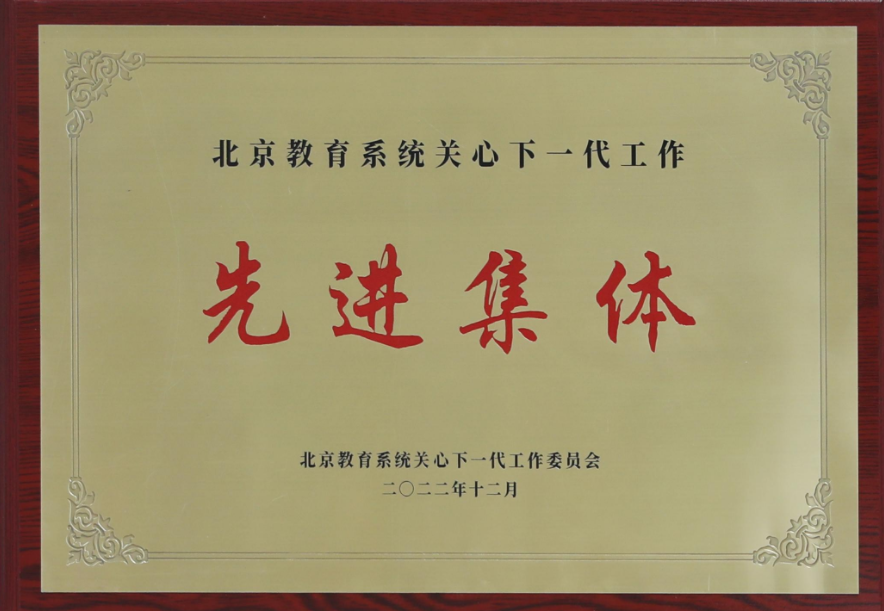 北京教育系统关心下一代工作
先进集体
北京教育系统关心下一代工作委员会
二〇二二年十二月